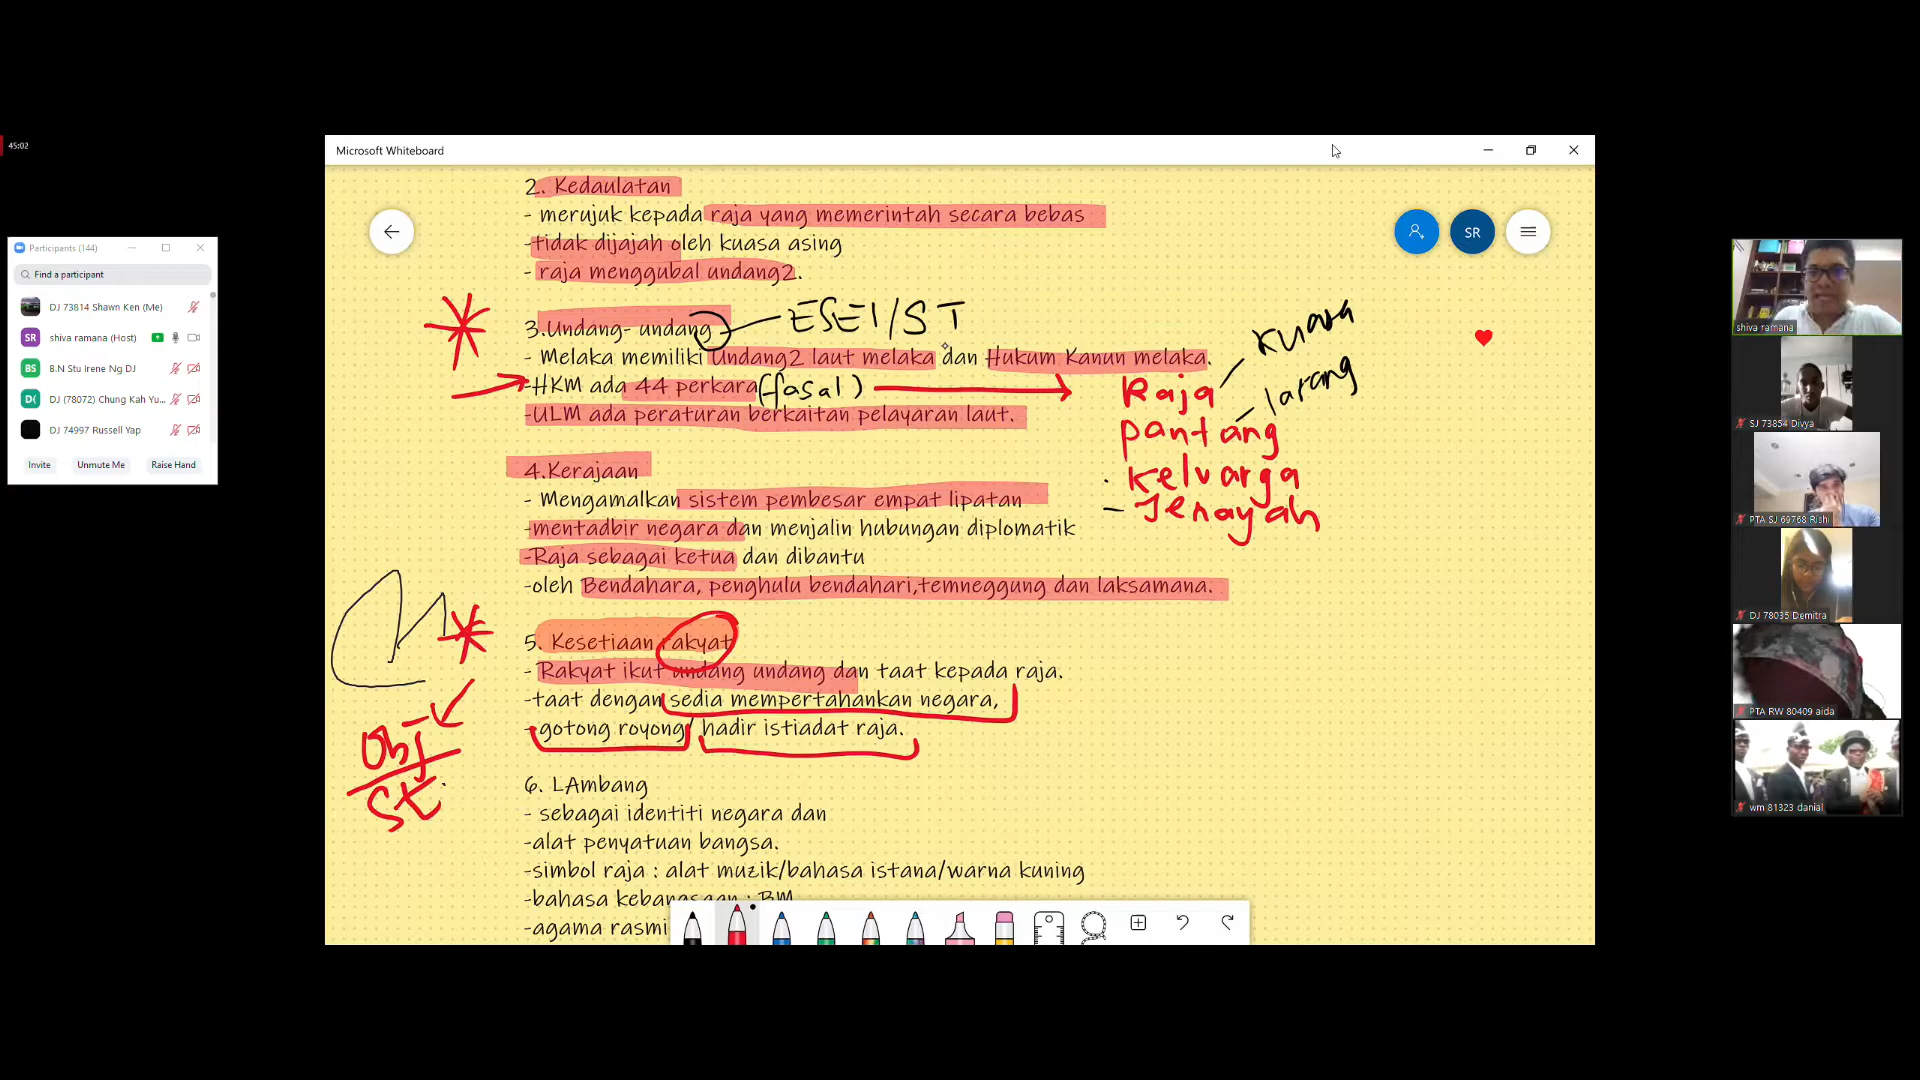 45:02
Participants (144)
Find a participant
DJ 73814 Shawn Ken (Me)
SR shiva ramana (Host)
BS B.N Stu Irene Ng DJ
D( DJ (78072) Chung Kah Yu...
DJ 74997 Russell Yap
Invite Unmute Me Raise Hand
Microsoft Whiteboard
SR
2. Kedaulatan
- merujuk kepada raja yang memerintah secara bebas
-tidak dijajah oleh kuasa asing
- raja menggubal undang2.
3.Undang- undang ESEI/ST
- Melaka memiliki Undang2 laut melaka dan Hukum Kanun melaka.
-HKM ada 44 perkara (fasal)
-ULM ada peraturan berkaitan pelayaran laut.
Raja kuasa
pantang larang
. Keluarga
- Jenayah
4.Kerajaan
- Mengamalkan sistem pembesar empat lipatan
-mentadbir negara dan menjalin hubungan diplomatik
-Raja sebagai ketua dan dibantu
-oleh Bendahara, penghulu bendahari,temneggung dan laksamana.
5. Kesetiaan rakyat
- Rakyat ikut undang undang dan taat kepada raja.
-taat dengan sedia mempertahankan negara,
- gotong royong/ hadir istiadat raja.
Obj
St
6. LAmbang
- sebagai identiti negara dan
-alat penyatuan bangsa.
-simbol raja : alat muzik/bahasa istana/warna kuning
-bahasa kebangsaan : BM
-agama rasmi
shiva ramana
SJ 73854 Divya
PTA SJ 69768 Rishi
DJ 78035 Demitra
PTA RW 80409 aida
wm 81323 danial